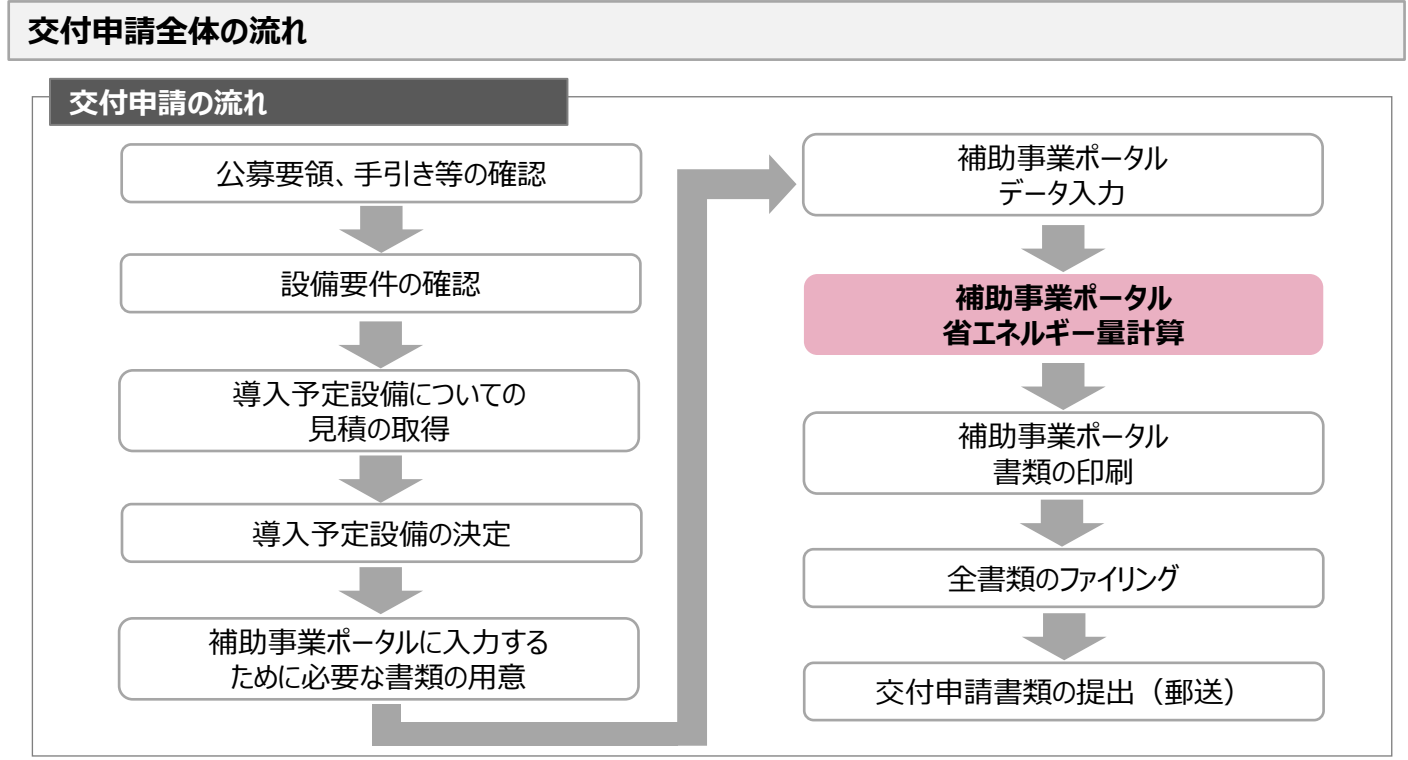 交付申請全体の流れ
交付申請の流れ
公募要領、手引き等の確認
設備要件の確認
導入予定設備についての
見積の取得
導入予定設備の決定
補助事業ポータルに入力する
ために必要な書類の用意
補助事業ポータル
データ入力
補助事業ポータル
省エネルギー量計算
補助事業ポータル
書類の印刷
全書類のファイリング
交付申請書類の提出（郵送）